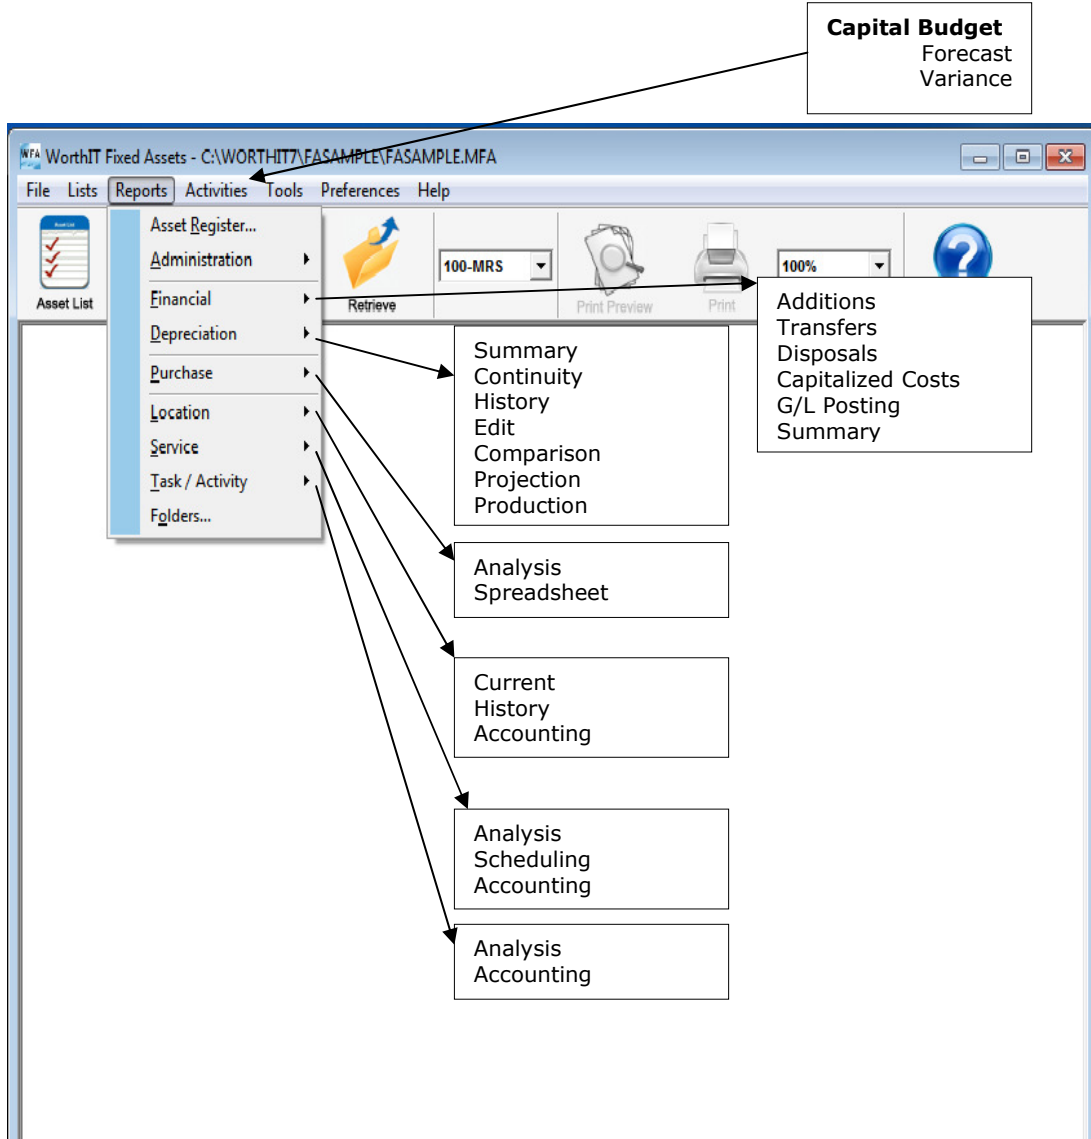 Capital Budget
Forecast
Variance
WFA WorthIT Fixed Assets - C:\WORTHIT7\FASAMPLE\FASAMPLE.MFA
File Lists Reports Activities Tools Preferences Help
Asset List
Asset List
Retrieve
100-MRS
Print Preview
Print
100%
?
Asset Register...
Administration
Financial
Depreciation
Purchase
Location
Service
Task / Activity
Folders...
Additions
Transfers
Disposals
Capitalized Costs
G/L Posting
Summary
Summary
Continuity
History
Edit
Comparison
Projection
Production
Analysis
Spreadsheet
Current
History
Accounting
Analysis
Scheduling
Accounting
Analysis
Accounting